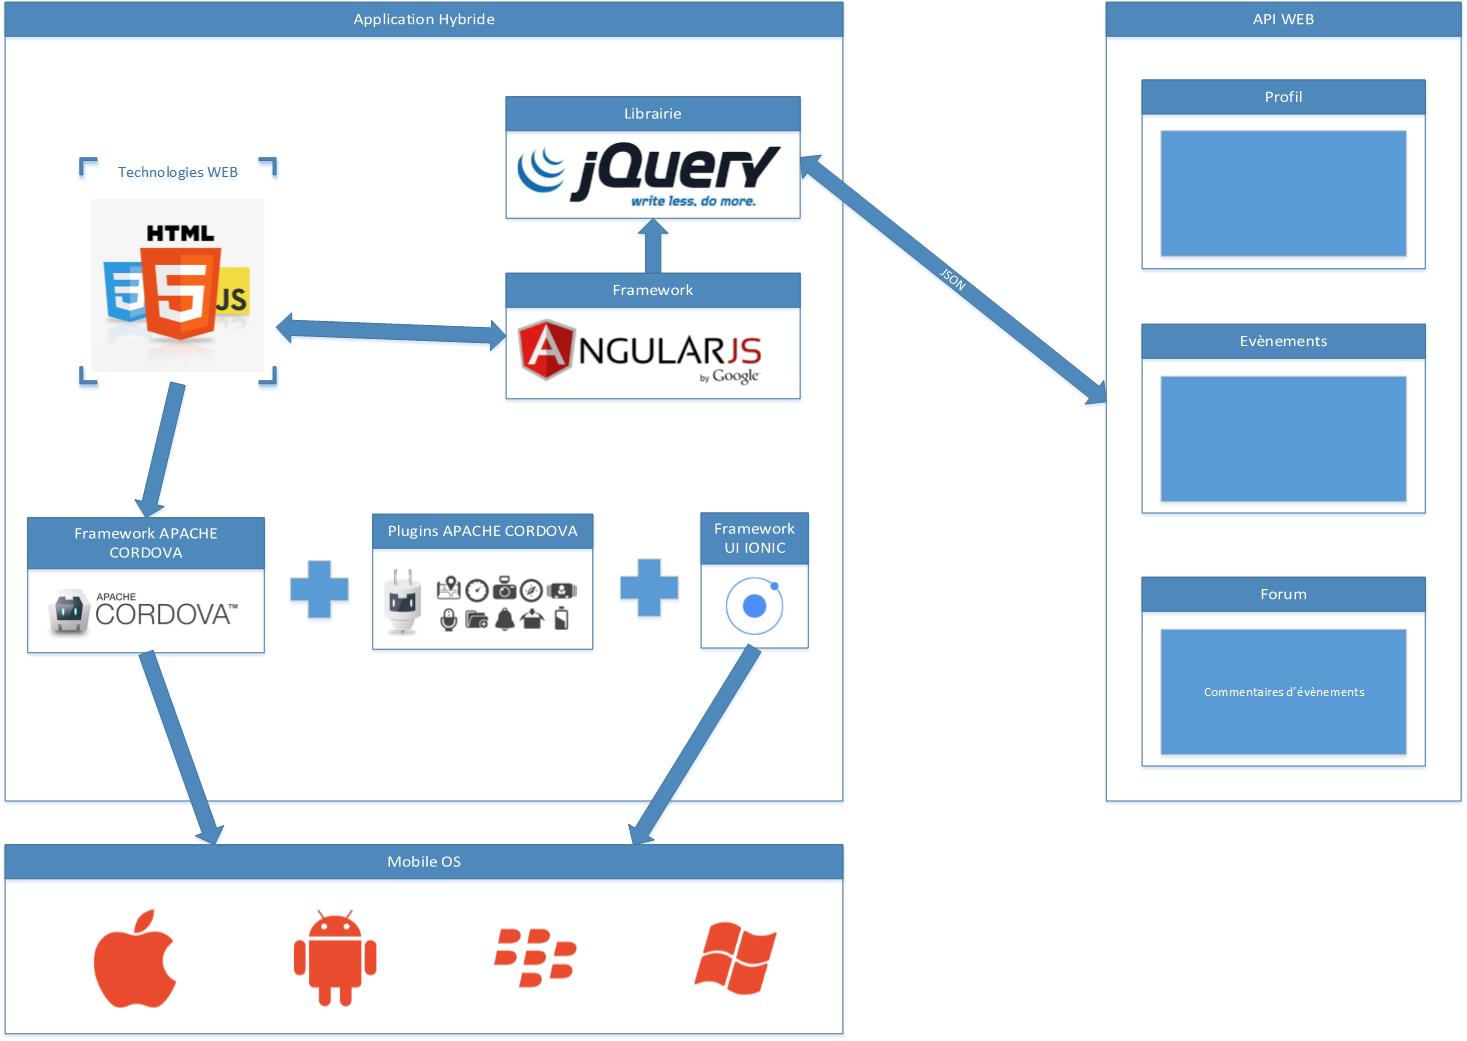 Application Hybride
API WEB
Profil
Librairie
jQuery
write less, do more.
Technologies WEB
HTML
5
3
JS
JSON
Framework
ANGULARJS
by Google
Evènements
Framework APACHE
CORDOVA
APACHE
CORDOVA™
Plugins APACHE CORDOVA
Framework
UI IONIC
Forum
Commentaires d’évènements
Mobile OS